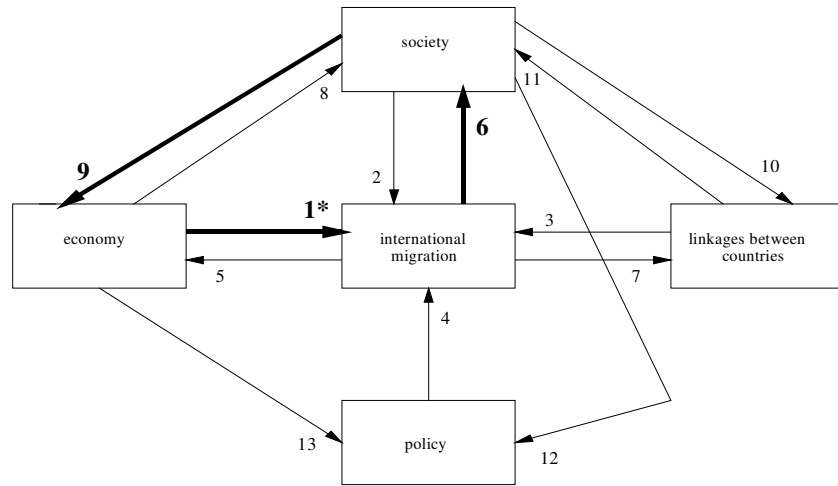 society
8
11
6
9
2
10
1*
economy
international
migration
linkages between
countries
3
5
7
4
13
policy
12